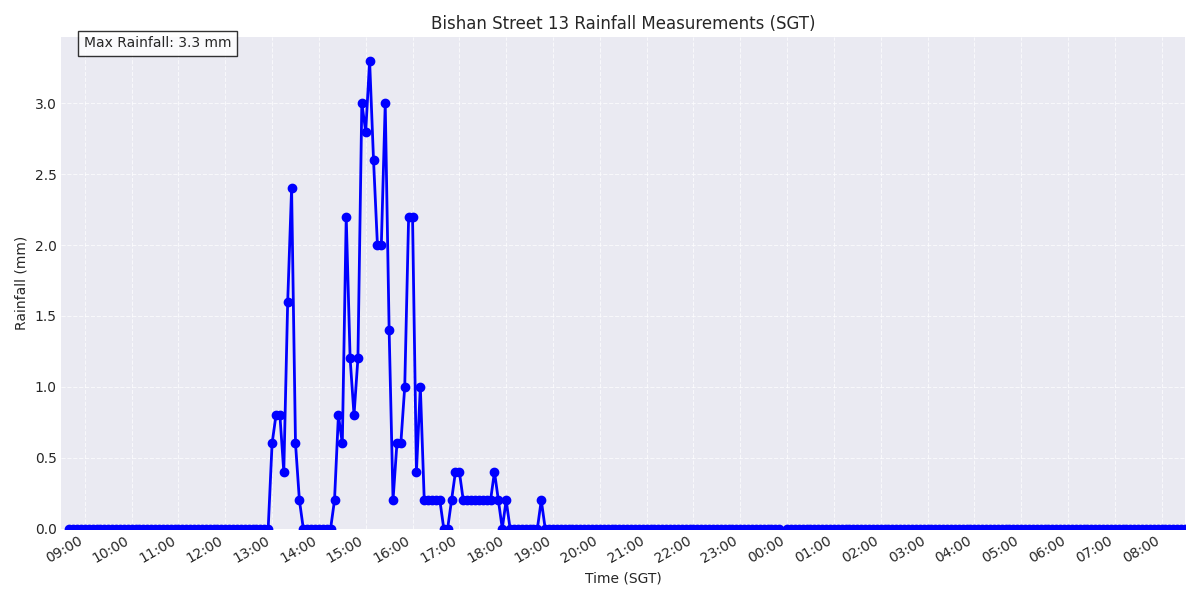 Bishan Street 13 Rainfall Measurements (SGT)
Max Rainfall: 3.3 mm
Rainfall (mm)
3.0
2.5
2.0
1.5
1.0
0.5
0.0
09:00 10:00 11:00 12:00 13:00 14:00 15:00 16:00 17:00 18:00 19:00 20:00 21:00 22:00 23:00 00:00 01:00 02:00 03:00 04:00 05:00 06:00 07:00 08:00
Time (SGT)